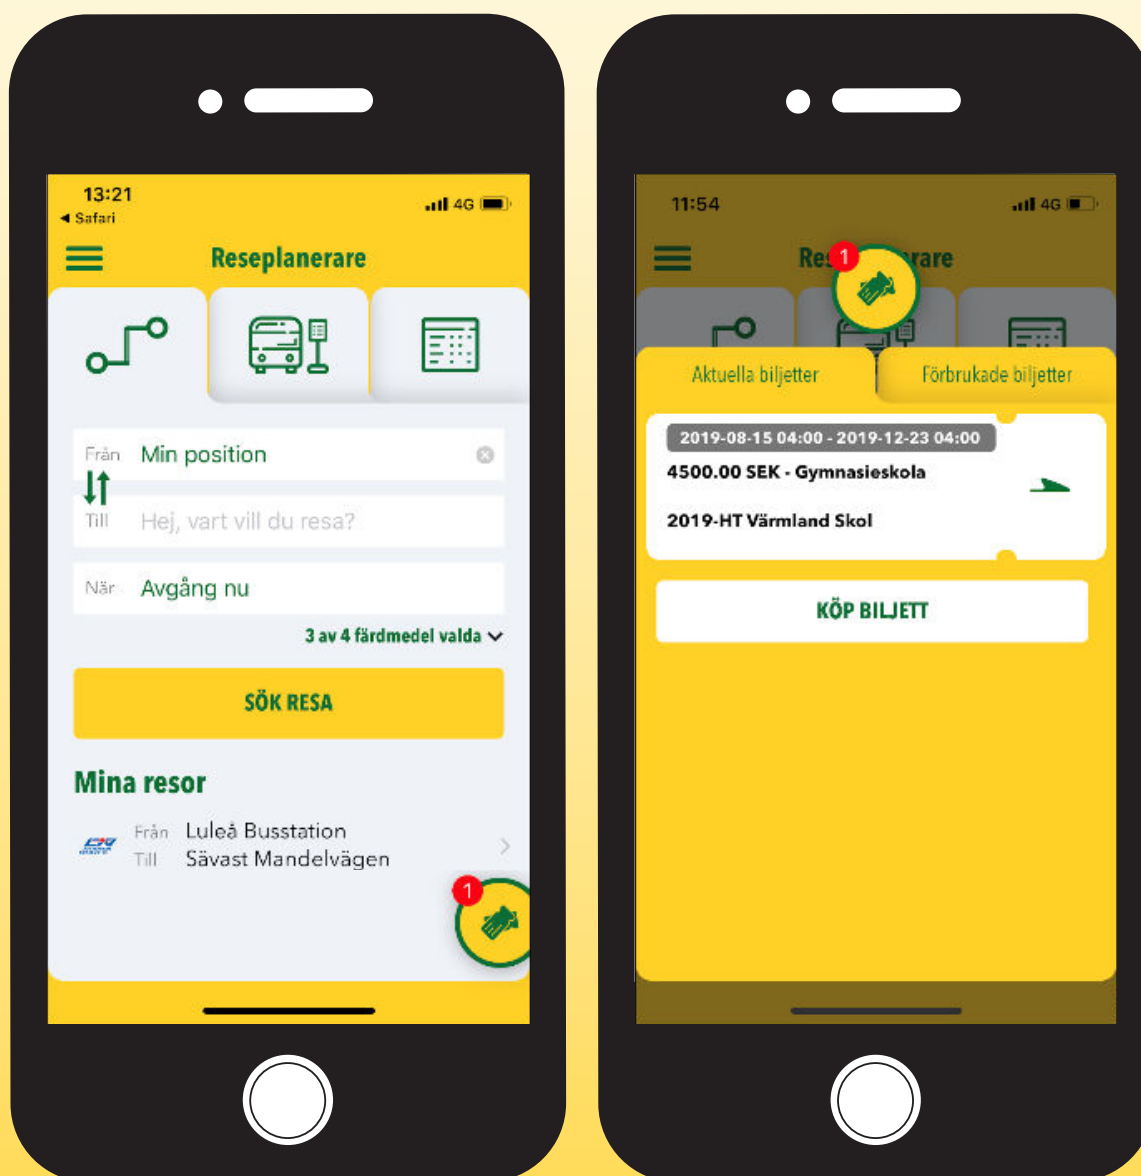 13:21
Safari
4G
Reseplanerare
Från Min position
Till Hej, vart vill du resa?
När Avgång nu
3 av 4 färdmedel valda
SÖK RESA
Mina resor
Från Luleå Busstation
Till Sävast Mandelvägen
1
11:54
4G
1
Aktuella biljetter
Förbrukade biljetter
2019-08-15 04:00 - 2019-12-23 04:00
4500.00 SEK - Gymnasieskola
2019-HT Värmland Skol
KÖP BILJETT